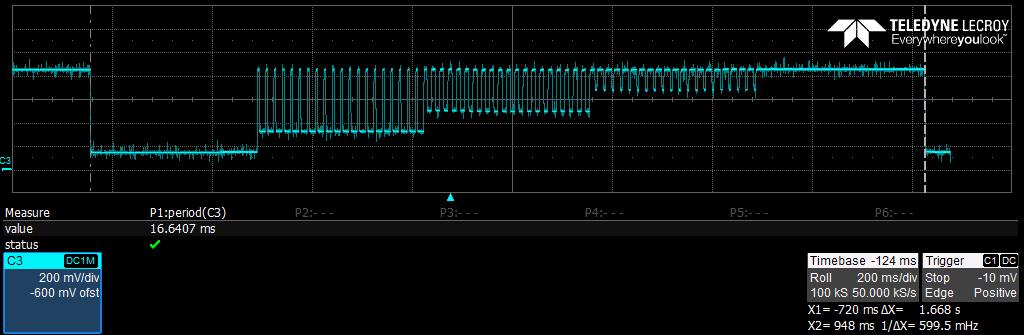 TELEDYNE LECROY
Everywhereyoulook™
C3
Measure P1:period(C3) P2:- - - P3:- - - P4:- - - P5:- - - P6:- - -
value 16.6407 ms
status
C3 DC1M
200 mV/div
-600 mV ofst
Timebase -124 ms
Roll 200 ms/div
100 kS 50.000 kS/s
Trigger C1 DC
Stop -10 mV
Edge Positive
X1= -720 ms ΔX= 1.668 s
X2= 948 ms 1/ΔX= 599.5 mHz